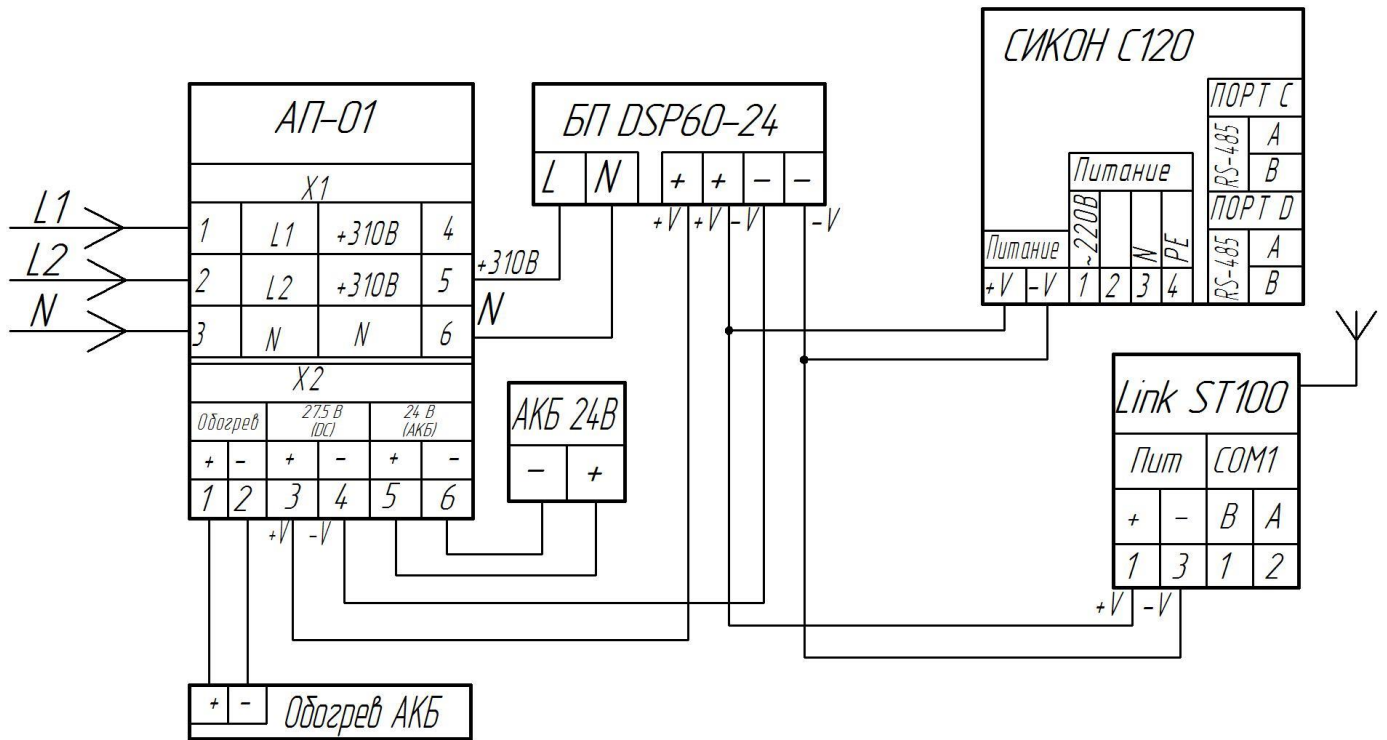 АП-01
X1
1 L1 +310В 4
2 L2 +310В 5
3 N N 6
X2
Обогрев 27.5 В (DC) 24 В (АКБ)
+ - + - + -
1 2 3 4 5 6
+V -V
L1
L2
N
+310В
N
БП DSP60-24
L N + + - -
+V +V -V -V
АКБ 24В
- +
+ - Обогрев АКБ
СИКОН С120
ПОРТ С
RS-485 A
B
ПОРТ D
RS-485 A
B
Питание
~220В N PE
1 2 3 4
Питание
+V -V
Link ST100
Пит COM1
+ - B A
1 3 1 2
+V -V